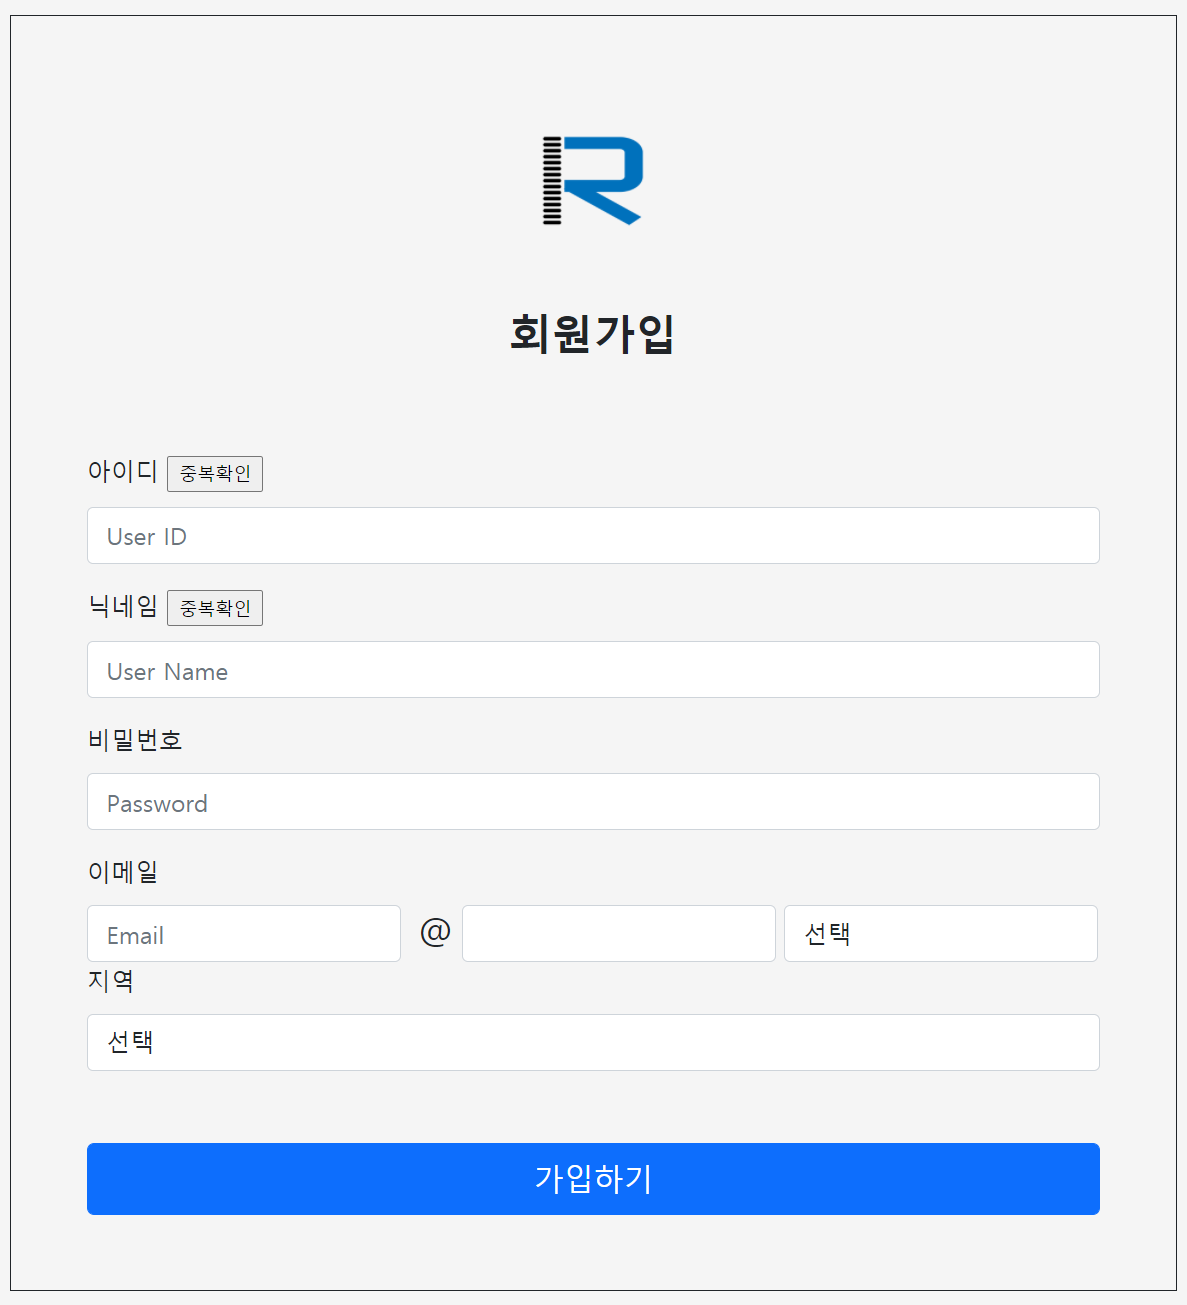 R
회원가입
아이디 중복확인
User ID
닉네임 중복확인
User Name
비밀번호
Password
이메일
Email @ 선택
지역
선택
가입하기